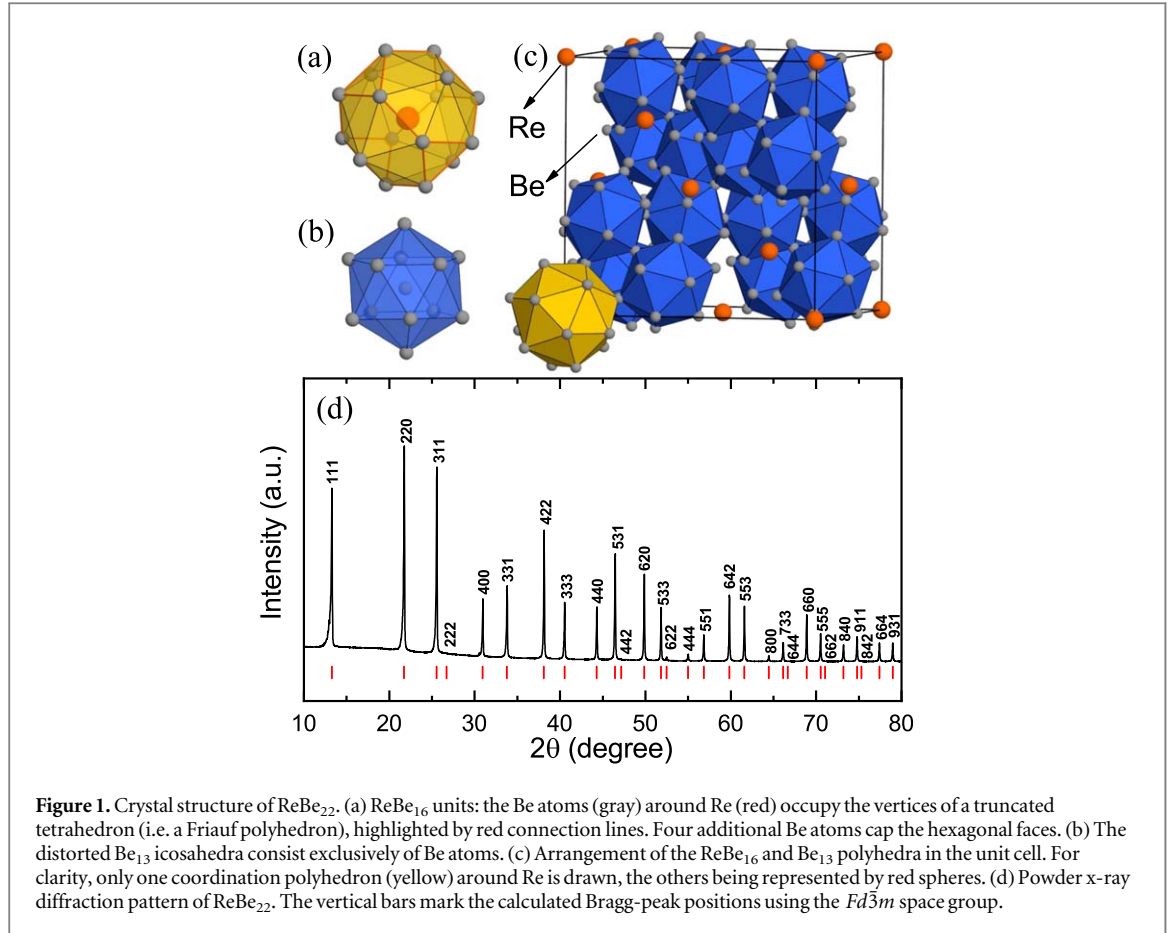 (a)
(c)
Re
Be
(b)
(d)
Intensity (a.u.)
111
220
311
222
400
331
422
333
440
531
442
620
533
622
444
551
642
553
800
733
644
660
555
662
840
911
842
664
931
10 20 30 40 50 60 70 80
2θ (degree)
Figure 1. Crystal structure of ReBe₂₂. (a) ReBe₁₆ units: the Be atoms (gray) around Re (red) occupy the vertices of a truncated
tetrahedron (i.e. a Friauf polyhedron), highlighted by red connection lines. Four additional Be atoms cap the hexagonal faces. (b) The
distorted Be₁₃ icosahedra consist exclusively of Be atoms. (c) Arrangement of the ReBe₁₆ and Be₁₃ polyhedra in the unit cell. For
clarity, only one coordination polyhedron (yellow) around Re is drawn, the others being represented by red spheres. (d) Powder x-ray
diffraction pattern of ReBe₂₂. The vertical bars mark the calculated Bragg-peak positions using the Fd3̄m space group.